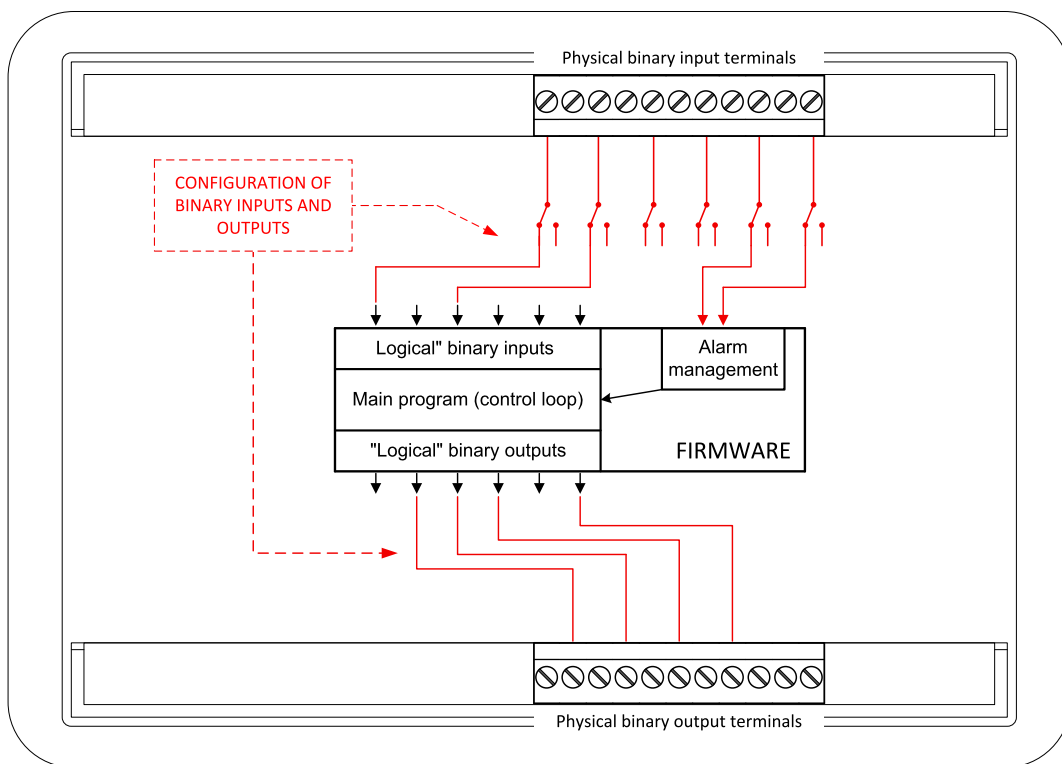 Physical binary input terminals
CONFIGURATION OF
BINARY INPUTS AND
OUTPUTS
Logical" binary inputs
Alarm
management
Main program (control loop)
"Logical" binary outputs
FIRMWARE
Physical binary output terminals